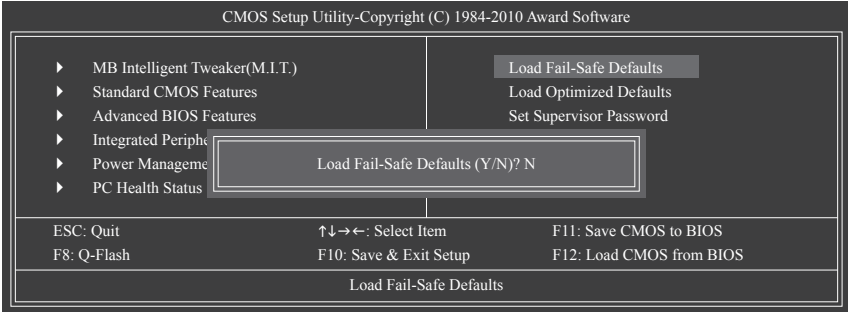 CMOS Setup Utility-Copyright (C) 1984-2010 Award Software
MB Intelligent Tweaker(M.I.T.)
Standard CMOS Features
Advanced BIOS Features
Integrated Periphe
Power Manageme
PC Health Status
Load Fail-Safe Defaults
Load Optimized Defaults
Set Supervisor Password
Load Fail-Safe Defaults (Y/N)? N
ESC: Quit
↑↓→←: Select Item
F11: Save CMOS to BIOS
F8: Q-Flash
F10: Save & Exit Setup
F12: Load CMOS from BIOS
Load Fail-Safe Defaults